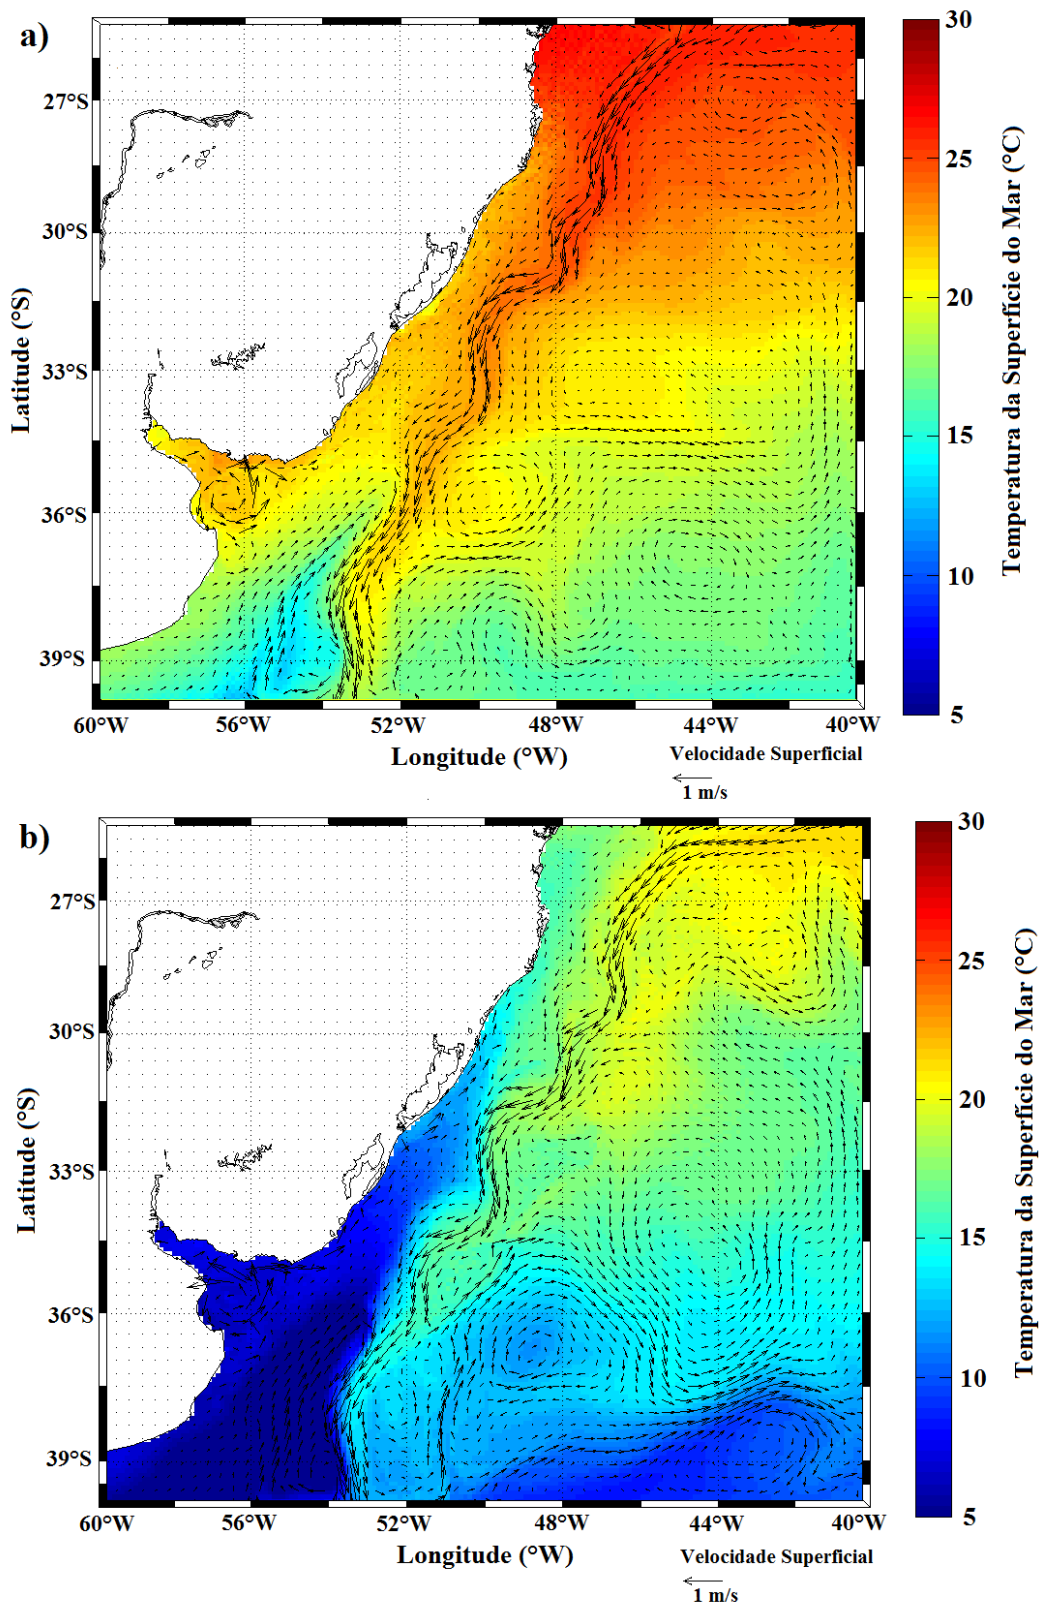 a)
30
27°S
25
30°S
20
33°S
15
36°S
10
39°S
5
60°W 56°W 52°W 48°W 44°W 40°W
Latitude (°S)
Longitude (°W)
Temperatura da Superfície do Mar (°C)
Velocidade Superficial
1 m/s
b)
30
27°S
25
30°S
20
33°S
15
36°S
10
39°S
5
60°W 56°W 52°W 48°W 44°W 40°W
Latitude (°S)
Longitude (°W)
Temperatura da Superfície do Mar (°C)
Velocidade Superficial
1 m/s